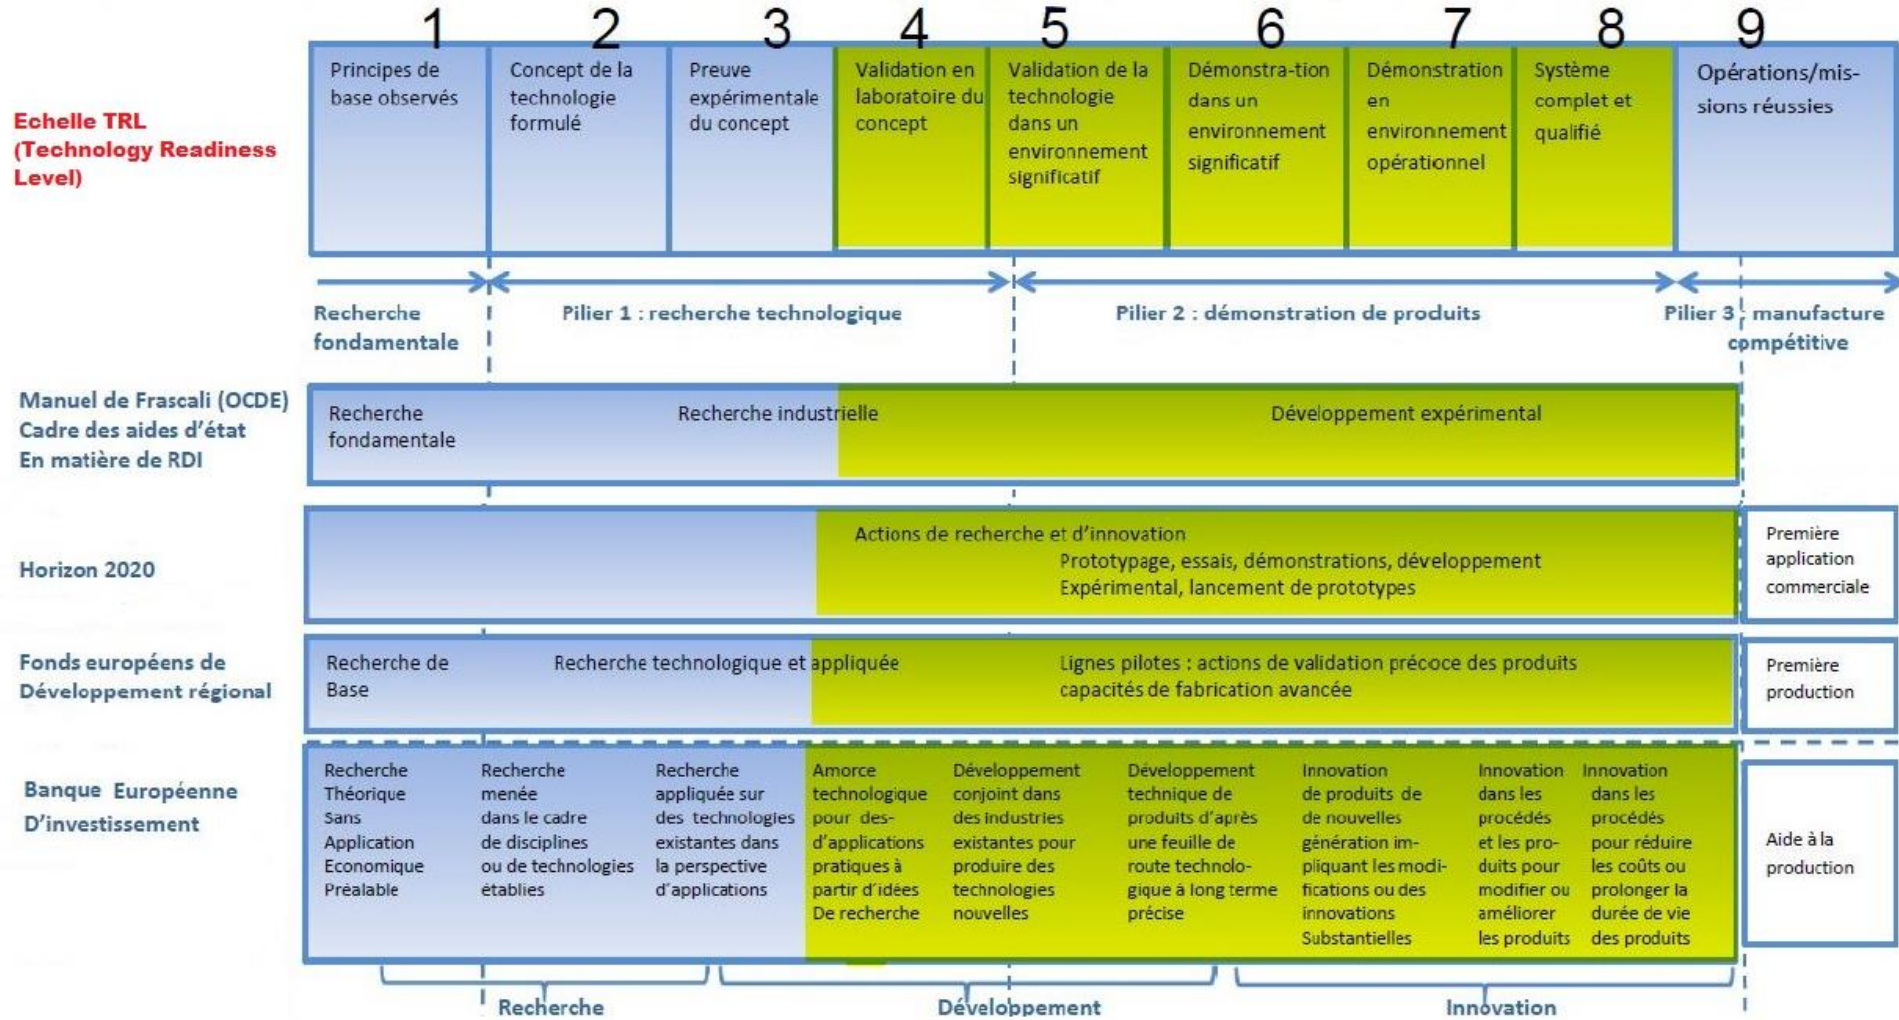 1
2
3
4
5
6
7
8
9
Echelle TRL
(Technology Readiness
Level)
Principes de
base observés
Concept de la
technologie
formulé
Preuve
expérimentale
du concept
Validation en
laboratoire du
concept
Validation de la
technologie
dans un
environnement
significatif
Démonstra-tion
dans un
environnement
significatif
Démonstration
en
environnement
opérationnel
Système
complet et
qualifié
Opérations/mis-
sions réussies
Recherche
fondamentale
Pilier 1 : recherche technologique
Pilier 2 : démonstration de produits
Pilier 3 : manufacture
compétitive
Manuel de Frascali (OCDE)
Cadre des aides d'état
En matière de RDI
Recherche
fondamentale
Recherche industrielle
Développement expérimental
Horizon 2020
Actions de recherche et d'innovation
Prototypage, essais, démonstrations, développement
Expérimental, lancement de prototypes
Première
application
commerciale
Fonds européens de
Développement régional
Recherche de
Base
Recherche technologique et appliquée
Lignes pilotes : actions de validation précoce des produits
capacités de fabrication avancée
Première
production
Banque Européenne
D'investissement
Recherche
Théorique
Sans
Application
Economique
Préalable
Recherche
menée
dans le cadre
de disciplines
ou de technologies
établies
Recherche
appliquée sur
des technologies
existantes dans
la perspective
d'applications
Amorce
technologique
pour des-
d'applications
pratiques à
partir d'idées
De recherche
Développement
conjoint dans
des industries
existantes pour
produire des
technologies
nouvelles
Développement
technique de
produits d'après
une feuille de
route technolo-
gique à long terme
précise
Innovation
de produits de
de nouvelles
génération im-
pliquant les modi-
fications ou des
innovations
Substantielles
Innovation
dans les
procédés
et les pro-
duits pour
modifier ou
améliorer
les produits
Innovation
dans les
procédés
pour réduire
les coûts ou
prolonger la
durée de vie
des produits
Aide à la
production
Recherche
Développement
Innovation